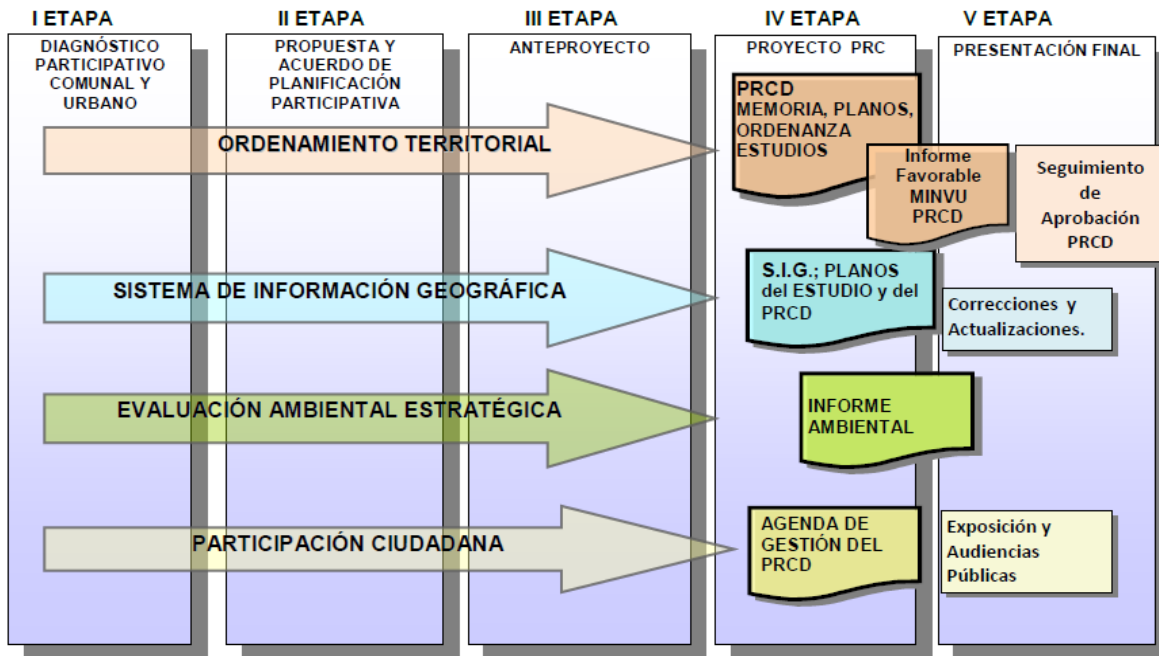 I ETAPA
II ETAPA
III ETAPA
IV ETAPA
V ETAPA
DIAGNÓSTICO
PARTICIPATIVO
COMUNAL Y
URBANO
PROPUESTA Y
ACUERDO DE
PLANIFICACIÓN
PARTICIPATIVA
ANTEPROYECTO
PROYECTO PRC
PRESENTACIÓN FINAL
ORDENAMIENTO TERRITORIAL
PRCD
MEMORIA, PLANOS,
ORDENANZA
ESTUDIOS
Informe
Favorable
MINVU
PRCD
Seguimiento
de
Aprobación
PRCD
SISTEMA DE INFORMACIÓN GEOGRÁFICA
S.I.G.; PLANOS
del ESTUDIO y del
PRCD
Correcciones y
Actualizaciones.
EVALUACIÓN AMBIENTAL ESTRATÉGICA
INFORME
AMBIENTAL
PARTICIPACIÓN CIUDADANA
AGENDA DE
GESTIÓN DEL
PRCD
Exposición y
Audiencias
Públicas